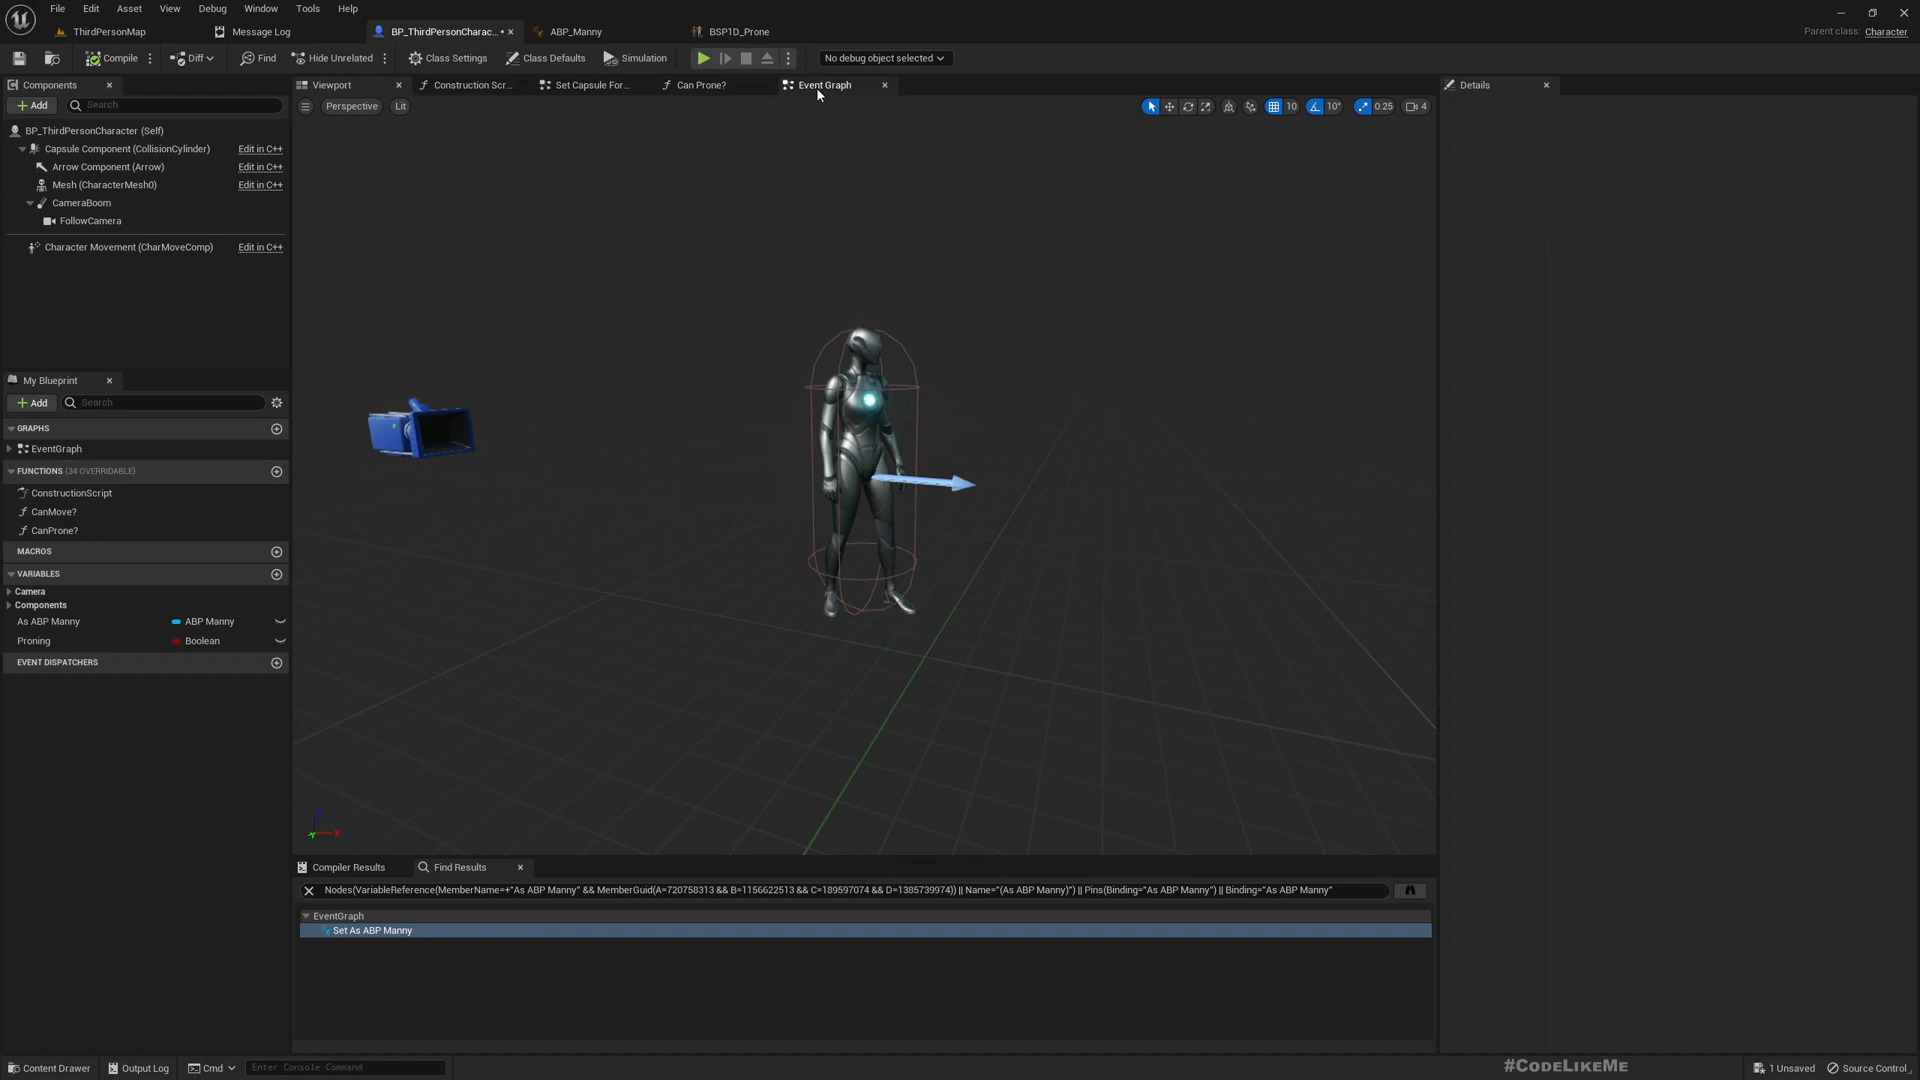 File Edit Asset View Debug Window Tools Help
ThirdPersonMap Message Log BP_ThirdPersonCharac... • ABP_Manny BSP1D_Prone Parent class: Character
Compile Diff Find Hide Unrelated Class Settings Class Defaults Simulation No debug object selected
Components Viewport Construction Scr... Set Capsule For... Can Prone? Event Graph Details
+ Add Search Perspective Lit 10 10° 0.25 4
BP_ThirdPersonCharacter (Self)
Capsule Component (CollisionCylinder) Edit in C++
Arrow Component (Arrow) Edit in C++
Mesh (CharacterMesh0) Edit in C++
CameraBoom
FollowCamera
Character Movement (CharMoveComp) Edit in C++
My Blueprint
+ Add Search
GRAPHS
EventGraph
FUNCTIONS (34 OVERRIDABLE)
ConstructionScript
CanMove?
CanProne?
MACROS
VARIABLES
Camera
Components
As ABP Manny ABP Manny
Proning Boolean
EVENT DISPATCHERS
Z X Y
Compiler Results Find Results
Nodes(VariableReference(MemberName=+"As ABP Manny" && MemberGuid(A=720758313 && B=1156622513 && C=189597074 && D=1385739974)) || Name="(As ABP Manny)") || Pins(Binding="As ABP Manny") || Binding="As ABP Manny"
EventGraph
Set As ABP Manny
Content Drawer Output Log Cmd Enter Console Command #CODELIKEME 1 Unsaved Source Control